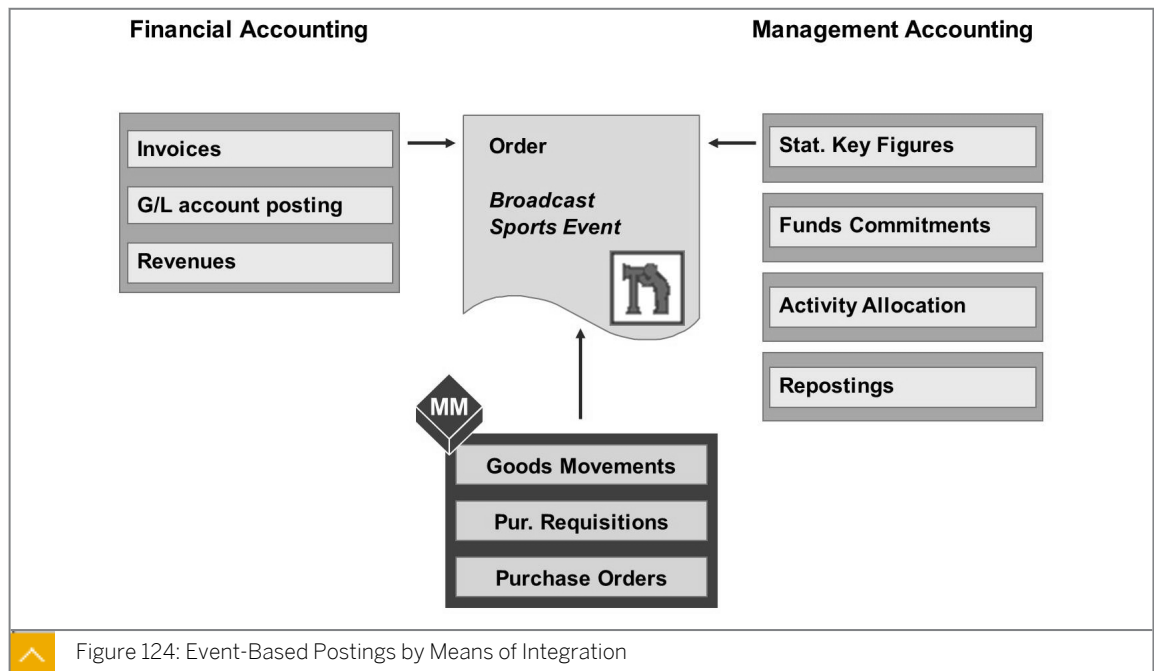 Financial Accounting
Management Accounting
Invoices
G/L account posting
Revenues
Order
Broadcast
Sports Event
Stat. Key Figures
Funds Commitments
Activity Allocation
Repostings
MM
Goods Movements
Pur. Requisitions
Purchase Orders
Figure 124: Event-Based Postings by Means of Integration